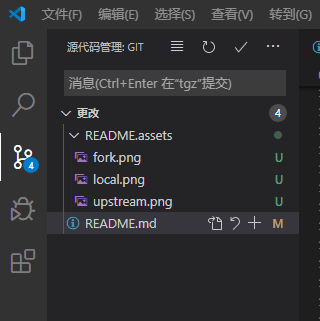 文件(F) 编辑(E) 选择(S) 查看(V) 转到(G)
源代码管理: GIT
消息(Ctrl+Enter 在“tgz”提交)
更改 4
README.assets
fork.png U
local.png U
4
upstream.png U
README.md M